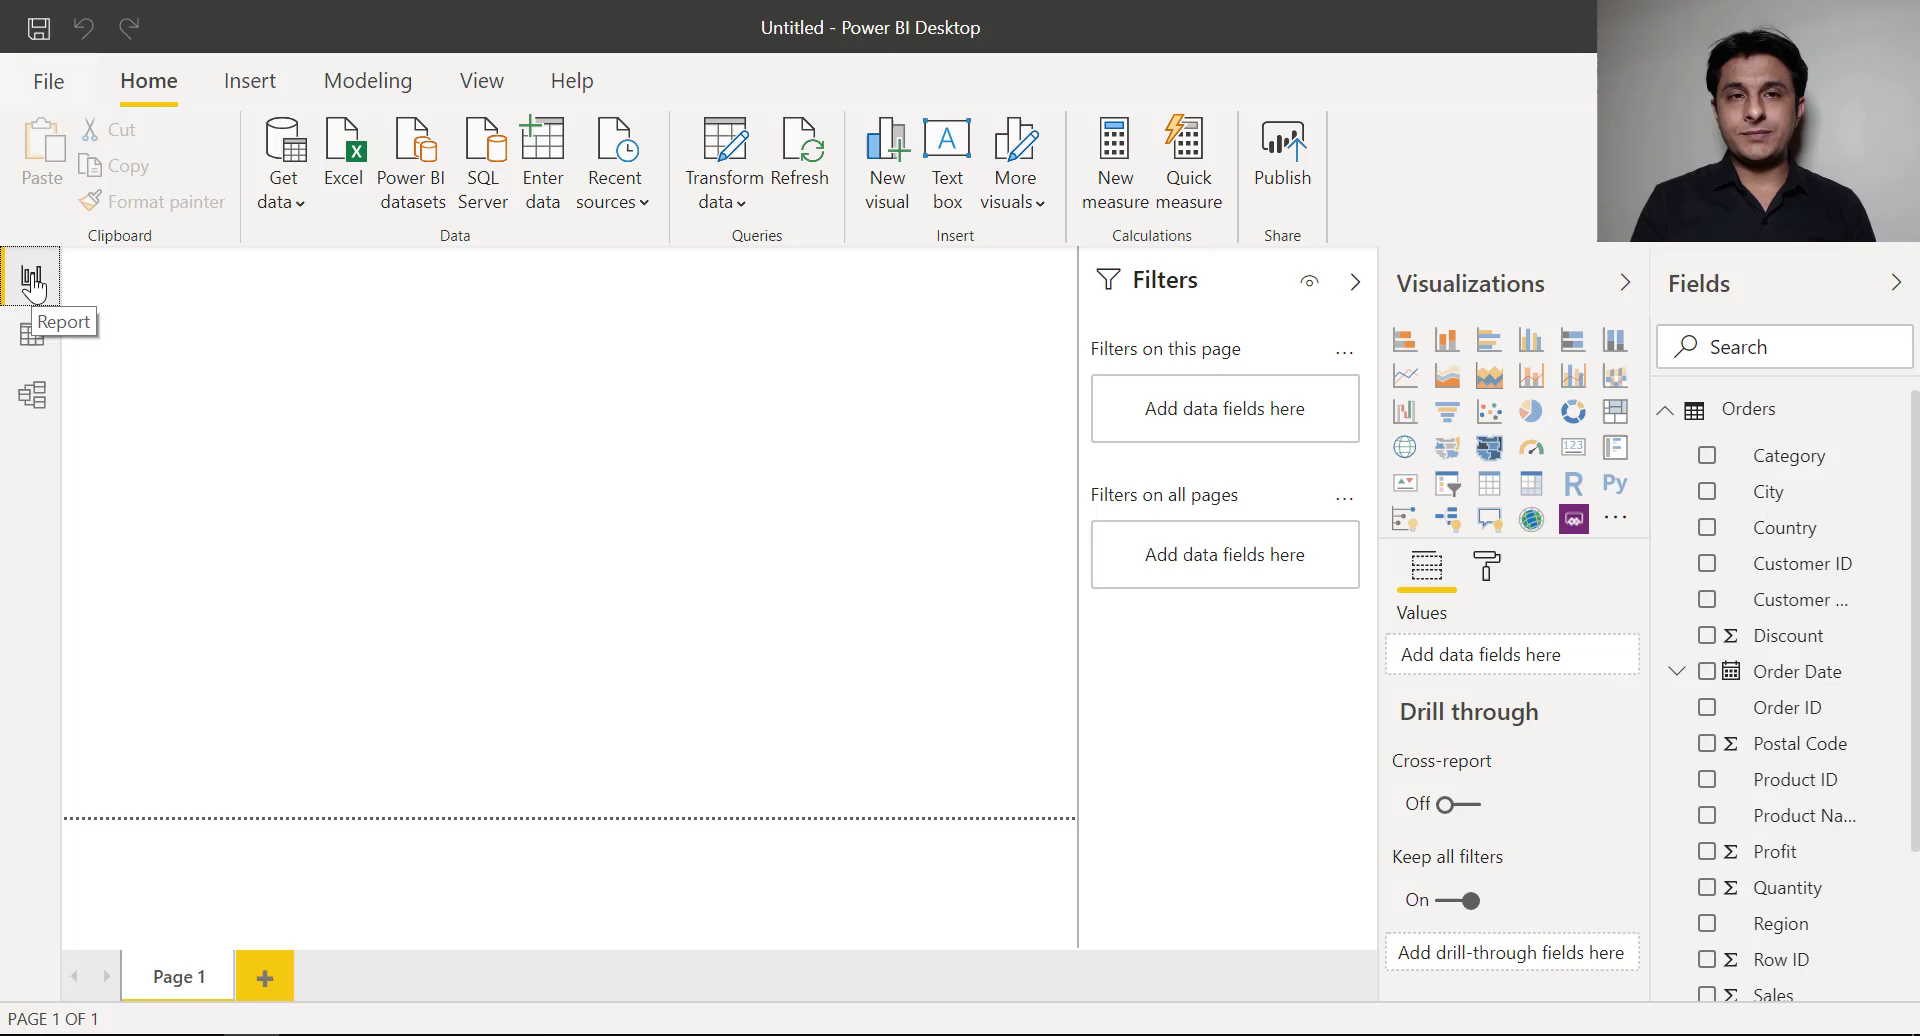 Untitled - Power BI Desktop
File
Home
Insert
Modeling
View
Help
Paste
Cut
Copy
Format painter
Clipboard
Get data
Excel
Power BI datasets
SQL Server
Enter data
Recent sources
Data
Transform data
Refresh
Queries
New visual
A
Text box
More visuals
Insert
New measure
Quick measure
Calculations
Publish
Share
Report
Filters
Filters on this page
...
Add data fields here
Filters on all pages
...
Add data fields here
Visualizations
123
R
Py
...
Values
Add data fields here
Drill through
Cross-report
Off
Keep all filters
On
Add drill-through fields here
Fields
Search
Orders
Category
City
Country
Customer ID
Customer ...
Σ Discount
Order Date
Order ID
Σ Postal Code
Product ID
Product Na...
Σ Profit
Σ Quantity
Region
Σ Row ID
Σ Sales
Page 1
+
PAGE 1 OF 1